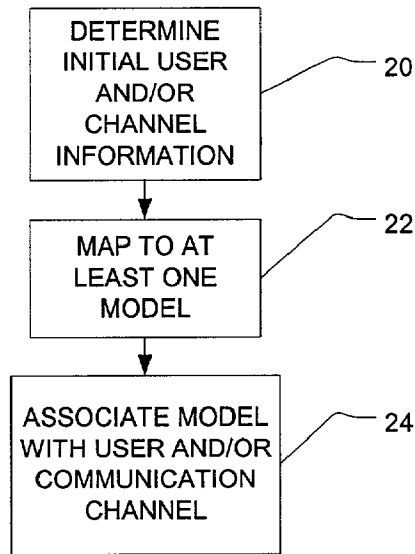 DETERMINE
INITIAL USER
AND/OR
CHANNEL
INFORMATION
20
MAP TO AT
LEAST ONE
MODEL
22
ASSOCIATE MODEL
WITH USER AND/OR
COMMUNICATION
CHANNEL
24